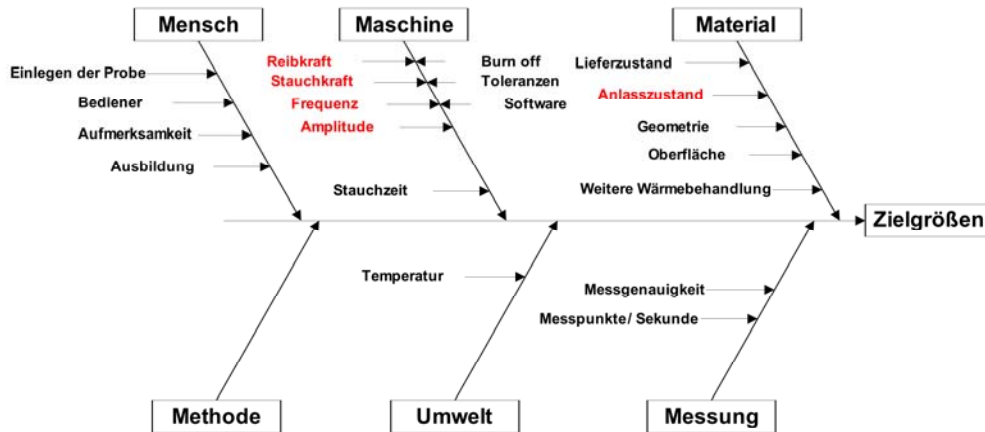 Mensch
Maschine
Material
Einlegen der Probe
Bediener
Aufmerksamkeit
Ausbildung
Reibkraft
Burn off
Stauchkraft
Toleranzen
Frequenz
Software
Amplitude
Stauchzeit
Lieferzustand
Anlasszustand
Geometrie
Oberfläche
Weitere Wärmebehandlung
Zielgrößen
Temperatur
Messgenauigkeit
Messpunkte/ Sekunde
Methode
Umwelt
Messung